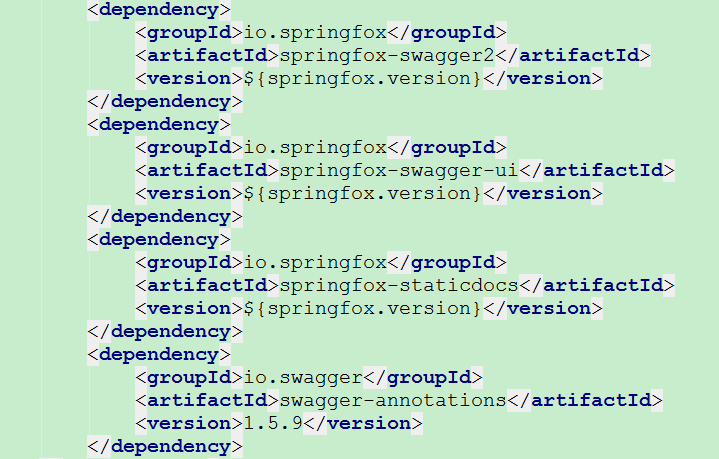 <dependency>
<groupId>io.springfox</groupId>
<artifactId>springfox-swagger2</artifactId>
<version>${springfox.version}</version>
</dependency>
<dependency>
<groupId>io.springfox</groupId>
<artifactId>springfox-swagger-ui</artifactId>
<version>${springfox.version}</version>
</dependency>
<dependency>
<groupId>io.springfox</groupId>
<artifactId>springfox-staticdocs</artifactId>
<version>${springfox.version}</version>
</dependency>
<dependency>
<groupId>io.swagger</groupId>
<artifactId>swagger-annotations</artifactId>
<version>1.5.9</version>
</dependency>